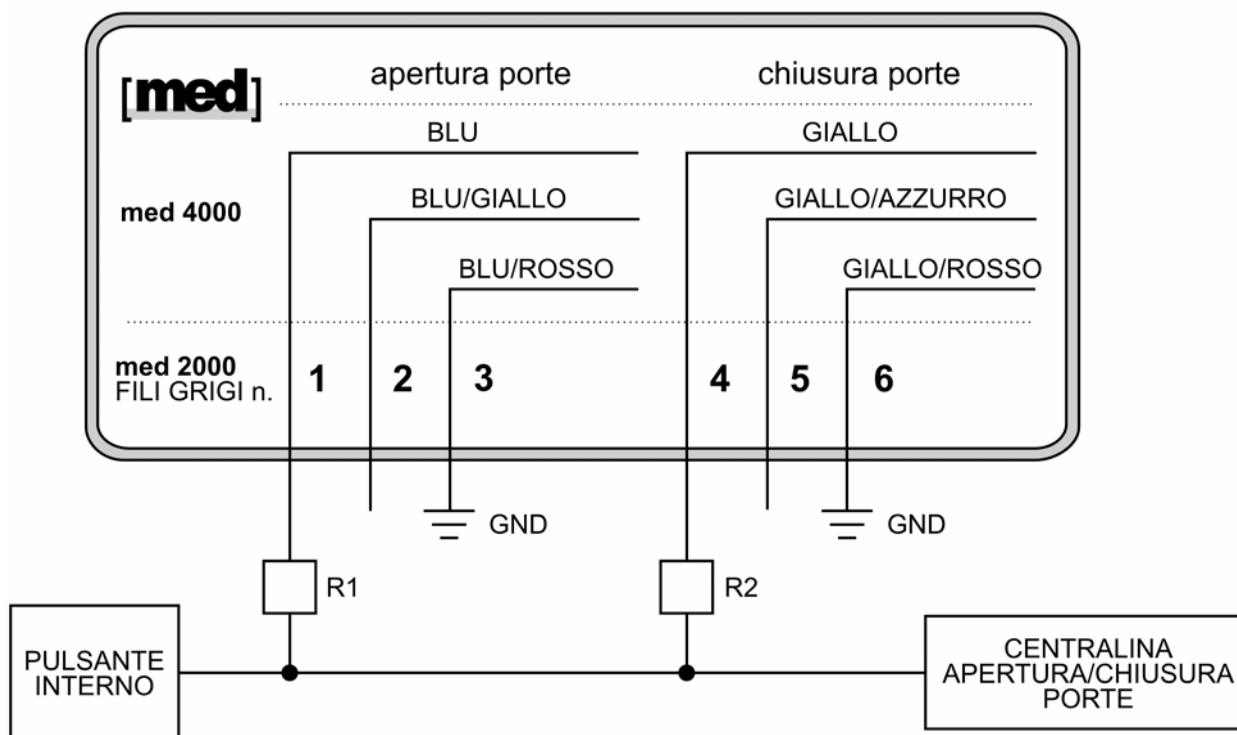 [med]
apertura porte
chiusura porte
BLU
GIALLO
med 4000
BLU/GIALLO
GIALLO/AZZURRO
BLU/ROSSO
GIALLO/ROSSO
med 2000
FILI GRIGI n.
1
2
3
4
5
6
GND
GND
R1
R2
PULSANTE
INTERNO
CENTRALINA
APERTURA/CHIUSURA
PORTE